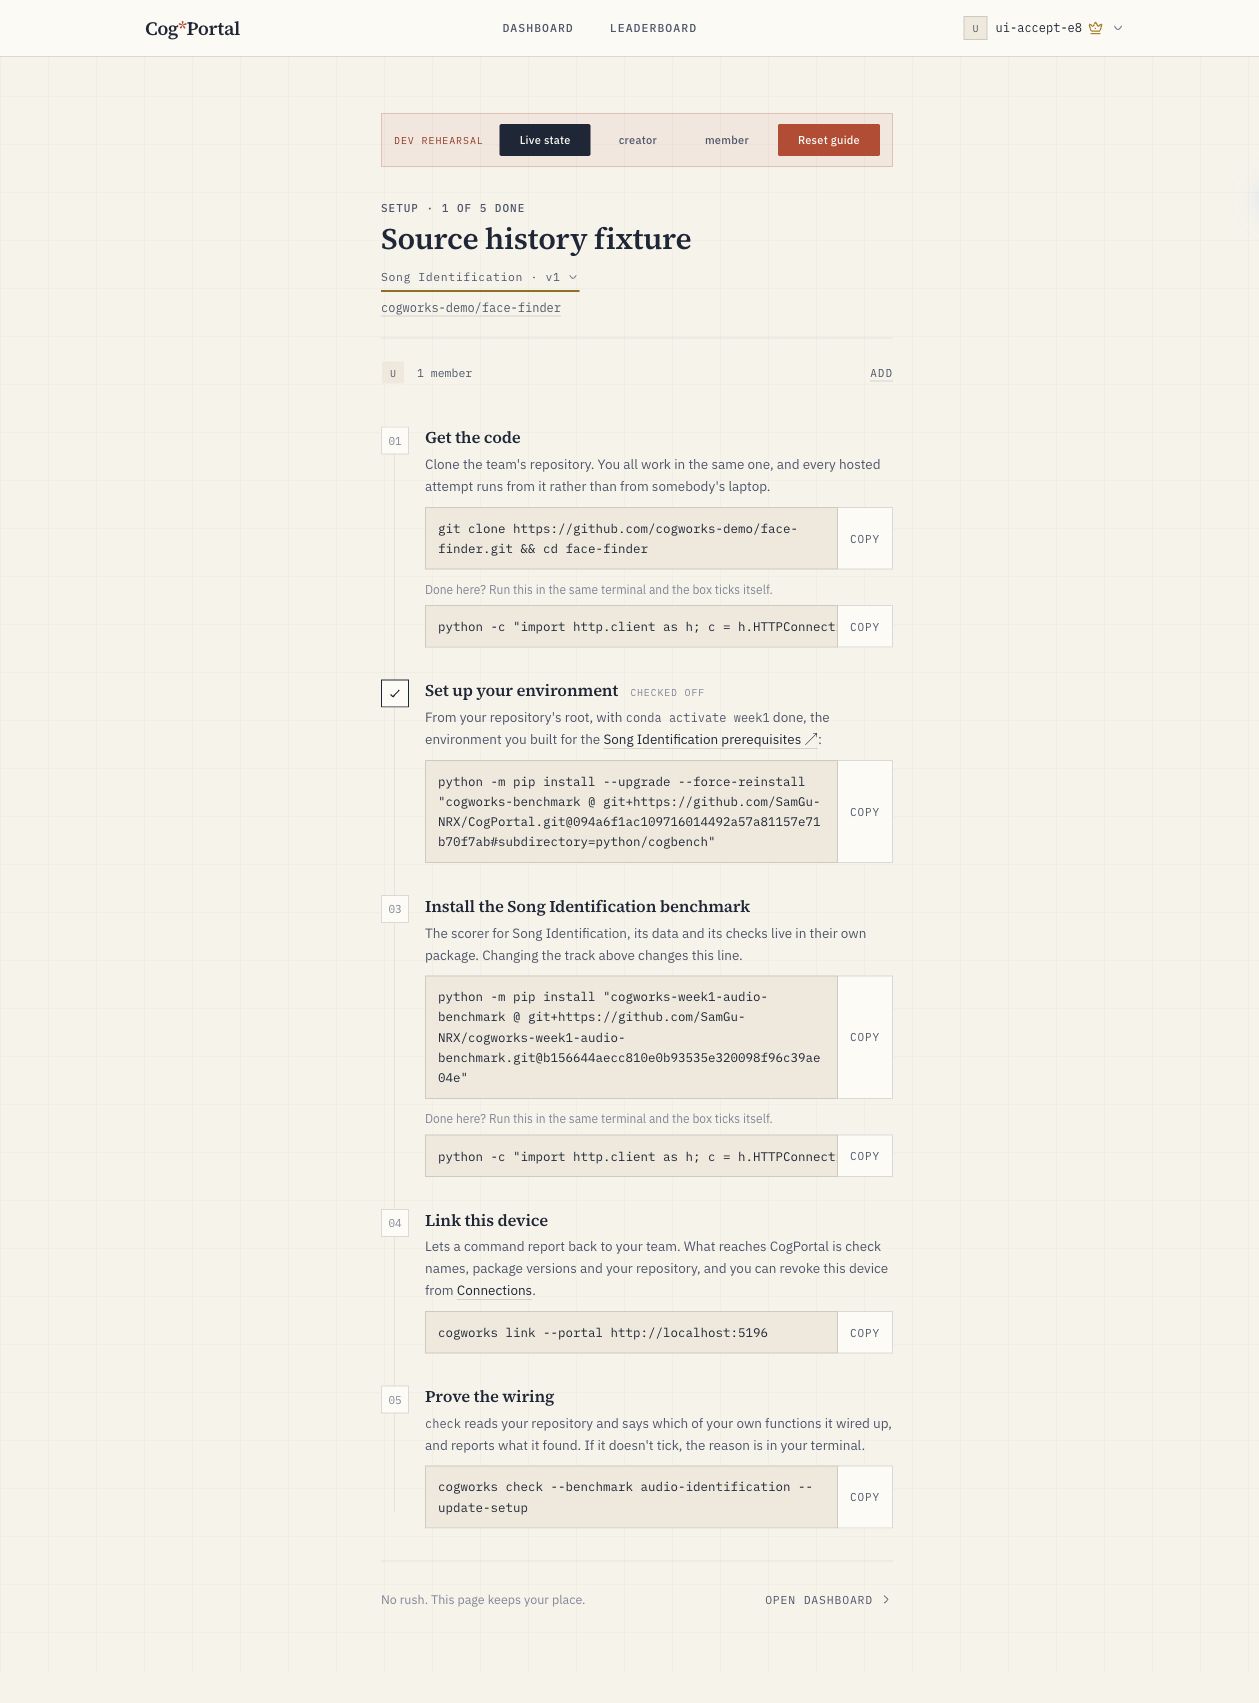 Cog*Portal
DASHBOARD
LEADERBOARD
U
ui-accept-e8
DEV REHEARSAL
Live state
creator
member
Reset guide
SETUP · 1 OF 5 DONE
Source history fixture
Song Identification · v1
cogworks-demo/face-finder
U
1 member
ADD
01
Get the code
Clone the team's repository. You all work in the same one, and every hosted
attempt runs from it rather than from somebody's laptop.
git clone https://github.com/cogworks-demo/face-
finder.git && cd face-finder
COPY
Done here? Run this in the same terminal and the box ticks itself.
python -c "import http.client as h; c = h.HTTPConnect
COPY
Set up your environment
CHECKED OFF
From your repository's root, with conda activate week1 done, the
environment you built for the Song Identification prerequisites ↗:
python -m pip install --upgrade --force-reinstall
"cogworks-benchmark @ git+https://github.com/SamGu-
NRX/CogPortal.git@094a6f1ac109716014492a57a81157e71
b70f7ab#subdirectory=python/cogbench"
COPY
03
Install the Song Identification benchmark
The scorer for Song Identification, its data and its checks live in their own
package. Changing the track above changes this line.
python -m pip install "cogworks-week1-audio-
benchmark @ git+https://github.com/SamGu-
NRX/cogworks-week1-audio-
benchmark.git@b156644aecc810e0b93535e320098f96c39ae
04e"
COPY
Done here? Run this in the same terminal and the box ticks itself.
python -c "import http.client as h; c = h.HTTPConnect
COPY
04
Link this device
Lets a command report back to your team. What reaches CogPortal is check
names, package versions and your repository, and you can revoke this device
from Connections.
cogworks link --portal http://localhost:5196
COPY
05
Prove the wiring
check reads your repository and says which of your own functions it wired up,
and reports what it found. If it doesn't tick, the reason is in your terminal.
cogworks check --benchmark audio-identification --
update-setup
COPY
No rush. This page keeps your place.
OPEN DASHBOARD